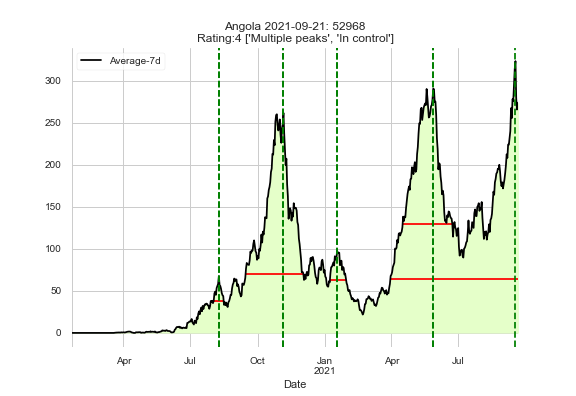 Angola 2021-09-21: 52968
Rating:4 ['Multiple peaks', 'In control']
Average-7d
300
250
200
150
100
50
0
Apr
Jul
Oct
Jan
2021
Apr
Jul
Date